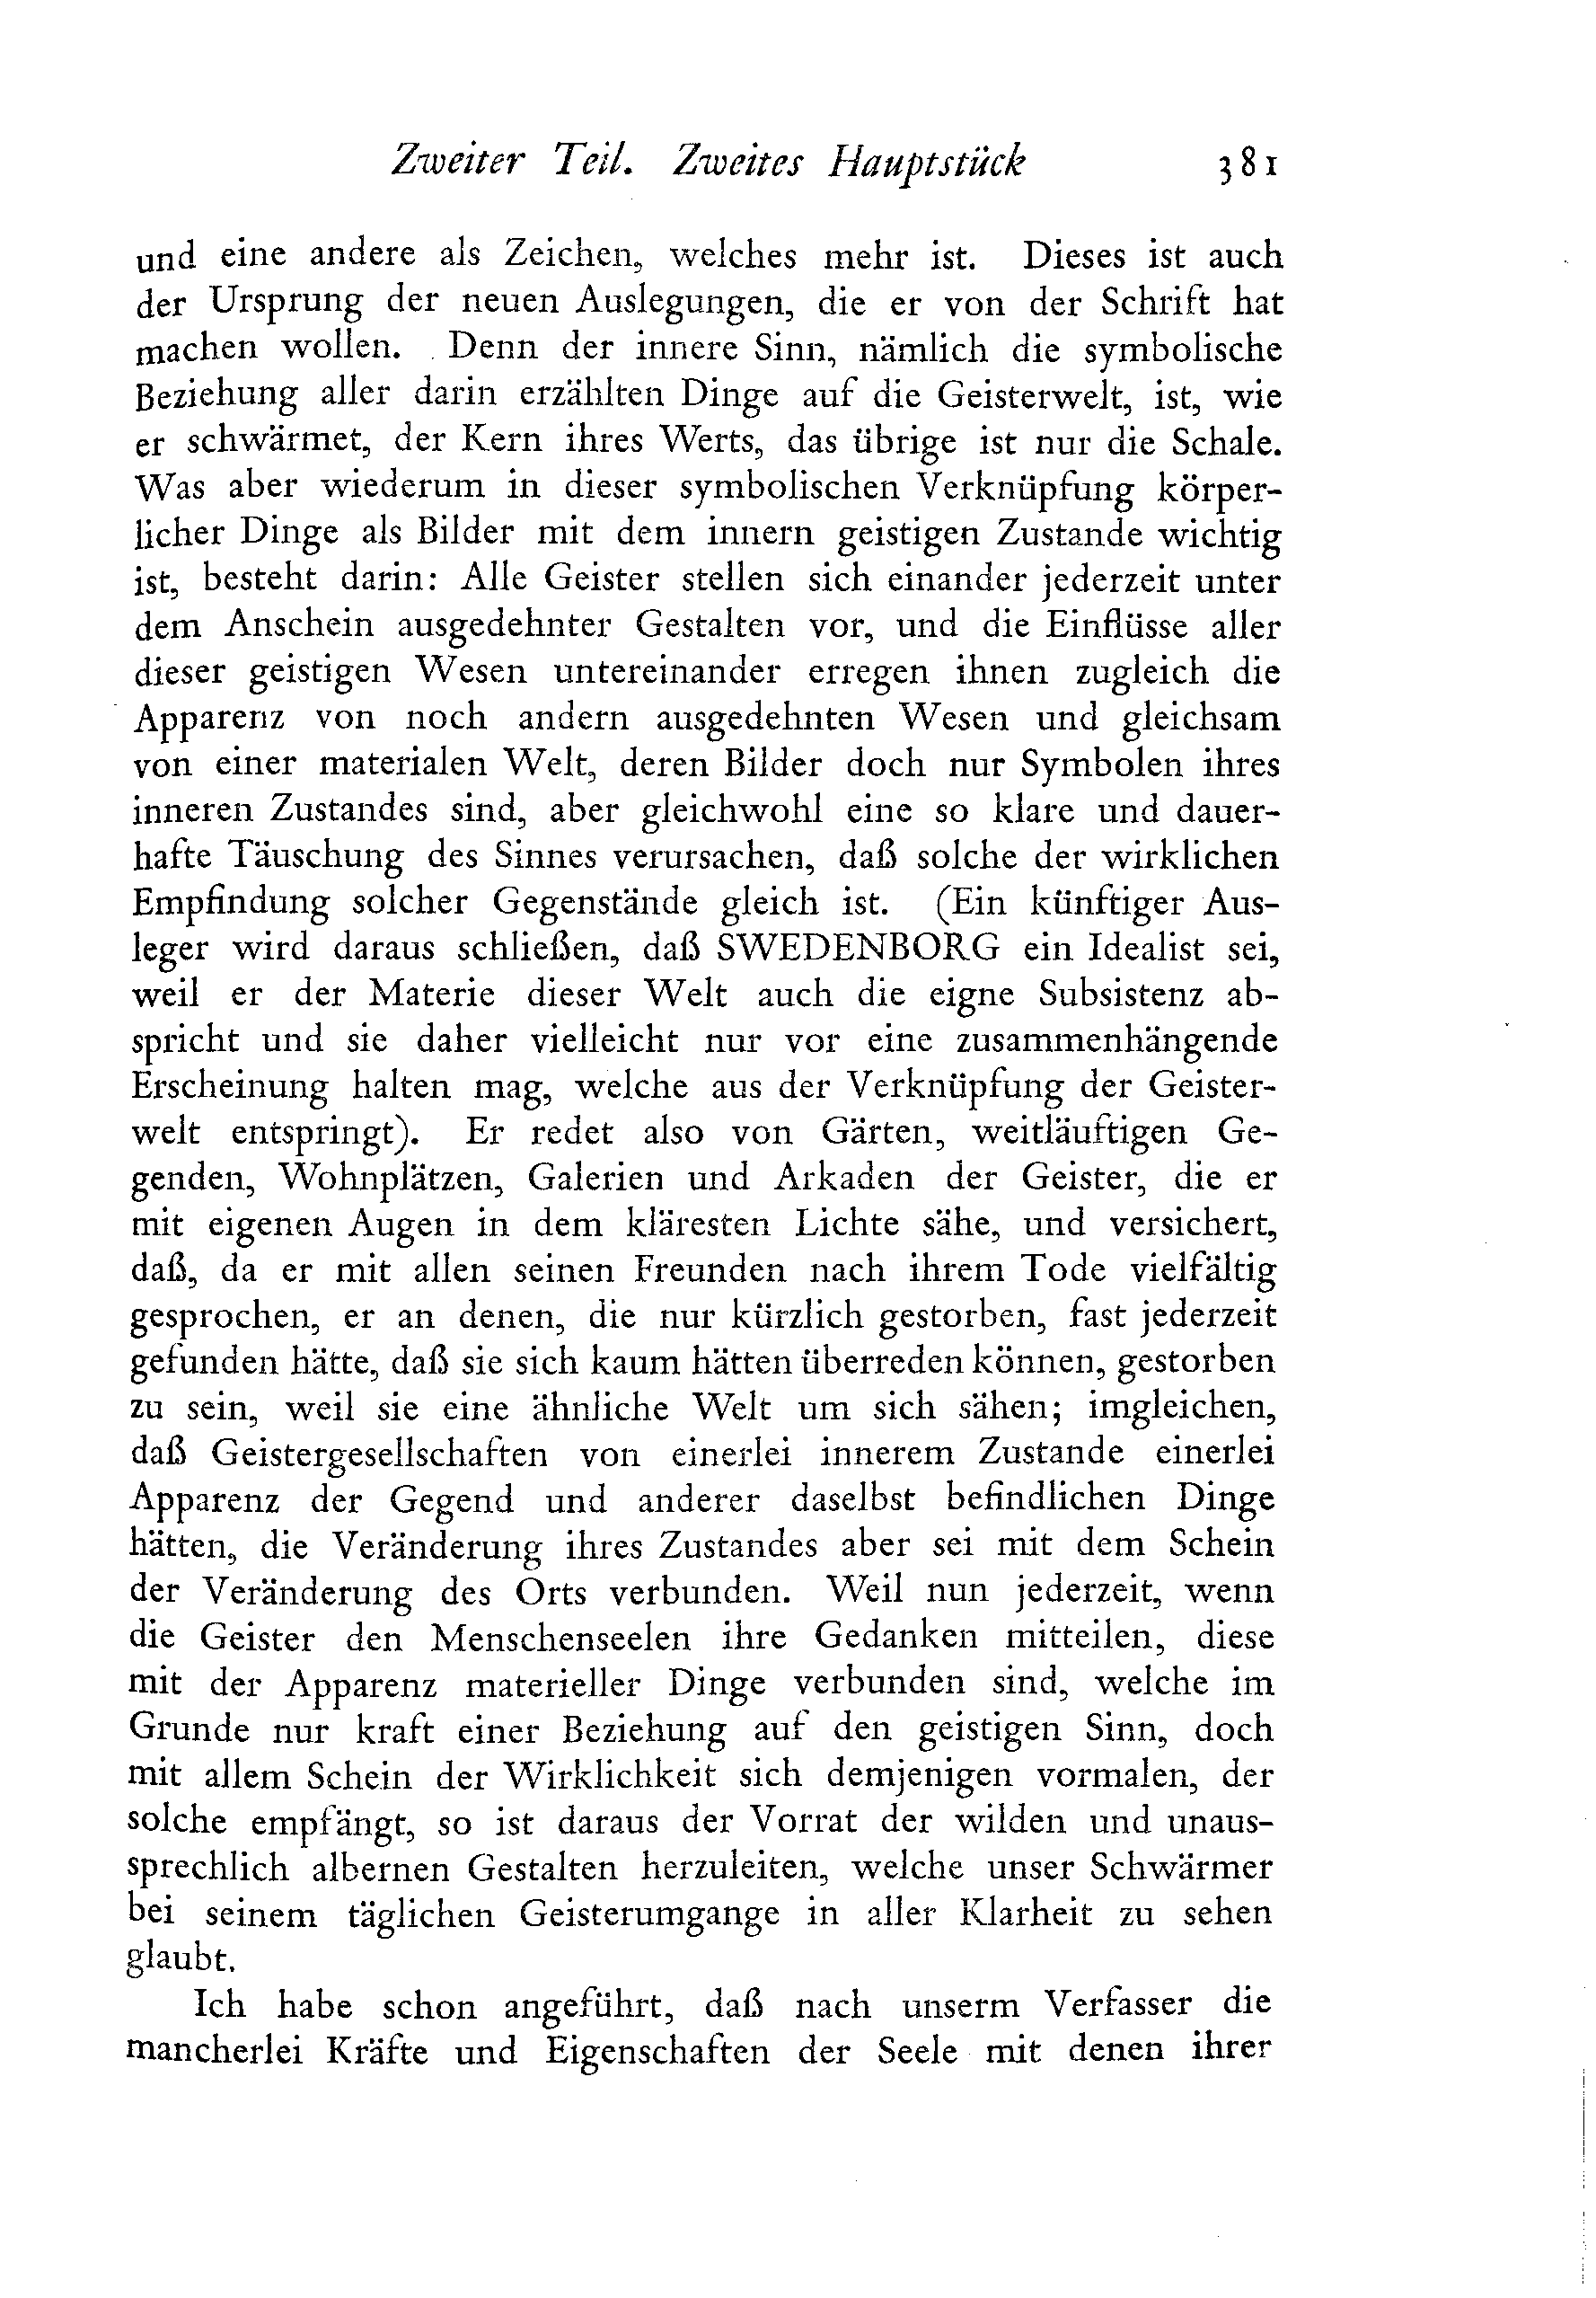 Zweiter Teil. Zweites Hauptstück 381
und eine andere als Zeichen, welches mehr ist. Dieses ist auch
der Ursprung der neuen Auslegungen, die er von der Schrift hat
machen wollen. Denn der innere Sinn, nämlich die symbolische
Beziehung aller darin erzählten Dinge auf die Geisterwelt, ist, wie
er schwärmet, der Kern ihres Werts, das übrige ist nur die Schale.
Was aber wiederum in dieser symbolischen Verknüpfung körper-
licher Dinge als Bilder mit dem innern geistigen Zustande wichtig
ist, besteht darin: Alle Geister stellen sich einander jederzeit unter
dem Anschein ausgedehnter Gestalten vor, und die Einflüsse aller
dieser geistigen Wesen untereinander erregen ihnen zugleich die
Apparenz von noch andern ausgedehnten Wesen und gleichsam
von einer materialen Welt, deren Bilder doch nur Symbolen ihres
inneren Zustandes sind, aber gleichwohl eine so klare und dauer-
hafte Täuschung des Sinnes verursachen, daß solche der wirklichen
Empfindung solcher Gegenstände gleich ist. (Ein künftiger Aus-
leger wird daraus schließen, daß SWEDENBORG ein Idealist sei,
weil er der Materie dieser Welt auch die eigne Subsistenz ab-
spricht und sie daher vielleicht nur vor eine zusammenhängende
Erscheinung halten mag, welche aus der Verknüpfung der Geister-
welt entspringt). Er redet also von Gärten, weitläuftigen Ge-
genden, Wohnplätzen, Galerien und Arkaden der Geister, die er
mit eigenen Augen in dem kläresten Lichte sähe, und versichert,
daß, da er mit allen seinen Freunden nach ihrem Tode vielfältig
gesprochen, er an denen, die nur kürzlich gestorben, fast jederzeit
gefunden hätte, daß sie sich kaum hätten überreden können, gestorben
zu sein, weil sie eine ähnliche Welt um sich sähen; imgleichen,
daß Geistergesellschaften von einerlei innerem Zustande einerlei
Apparenz der Gegend und anderer daselbst befindlichen Dinge
hätten, die Veränderung ihres Zustandes aber sei mit dem Schein
der Veränderung des Orts verbunden. Weil nun jederzeit, wenn
die Geister den Menschenseelen ihre Gedanken mitteilen, diese
mit der Apparenz materieller Dinge verbunden sind, welche im
Grunde nur kraft einer Beziehung auf den geistigen Sinn, doch
mit allem Schein der Wirklichkeit sich demjenigen vormalen, der
solche empfängt, so ist daraus der Vorrat der wilden und unaus-
sprechlich albernen Gestalten herzuleiten, welche unser Schwärmer
bei seinem täglichen Geisterumgange in aller Klarheit zu sehen
glaubt.
Ich habe schon angeführt, daß nach unserm Verfasser die
mancherlei Kräfte und Eigenschaften der Seele mit denen ihrer